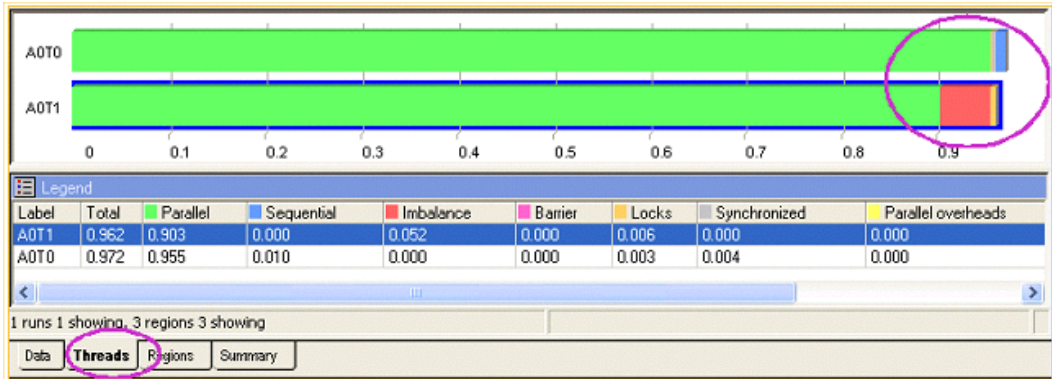 A0T0
A0T1
0 0.1 0.2 0.3 0.4 0.5 0.6 0.7 0.8 0.9
Legend
Label Total Parallel Sequential Imbalance Barrier Locks Synchronized Parallel overheads
A0T1 0.962 0.903 0.000 0.052 0.000 0.006 0.000 0.000
A0T0 0.972 0.955 0.010 0.000 0.000 0.003 0.004 0.000
1 runs 1 showing, 3 regions 3 showing
Data Threads Regions Summary